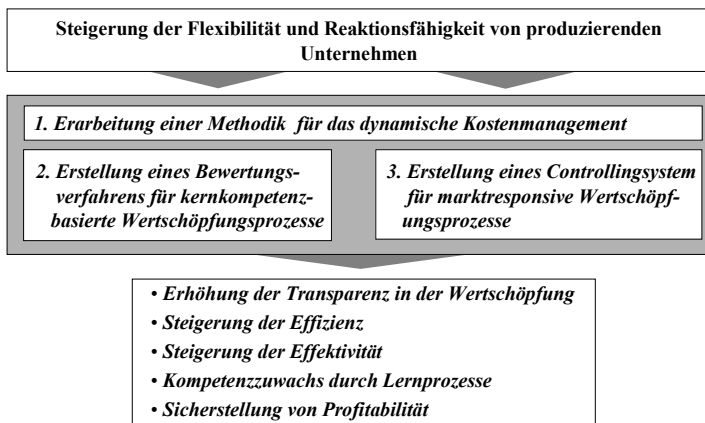 Steigerung der Flexibilität und Reaktionsfähigkeit von produzierenden
Unternehmen
1. Erarbeitung einer Methodik für das dynamische Kostenmanagement
2. Erstellung eines Bewertungs-
verfahrens für kernkompetenz-
basierte Wertschöpfungsprozesse
3. Erstellung eines Controllingsystem
für marktresponsive Wertschöpf-
ungsprozesse
• Erhöhung der Transparenz in der Wertschöpfung
• Steigerung der Effizienz
• Steigerung der Effektivität
• Kompetenzzuwachs durch Lernprozesse
• Sicherstellung von Profitabilität